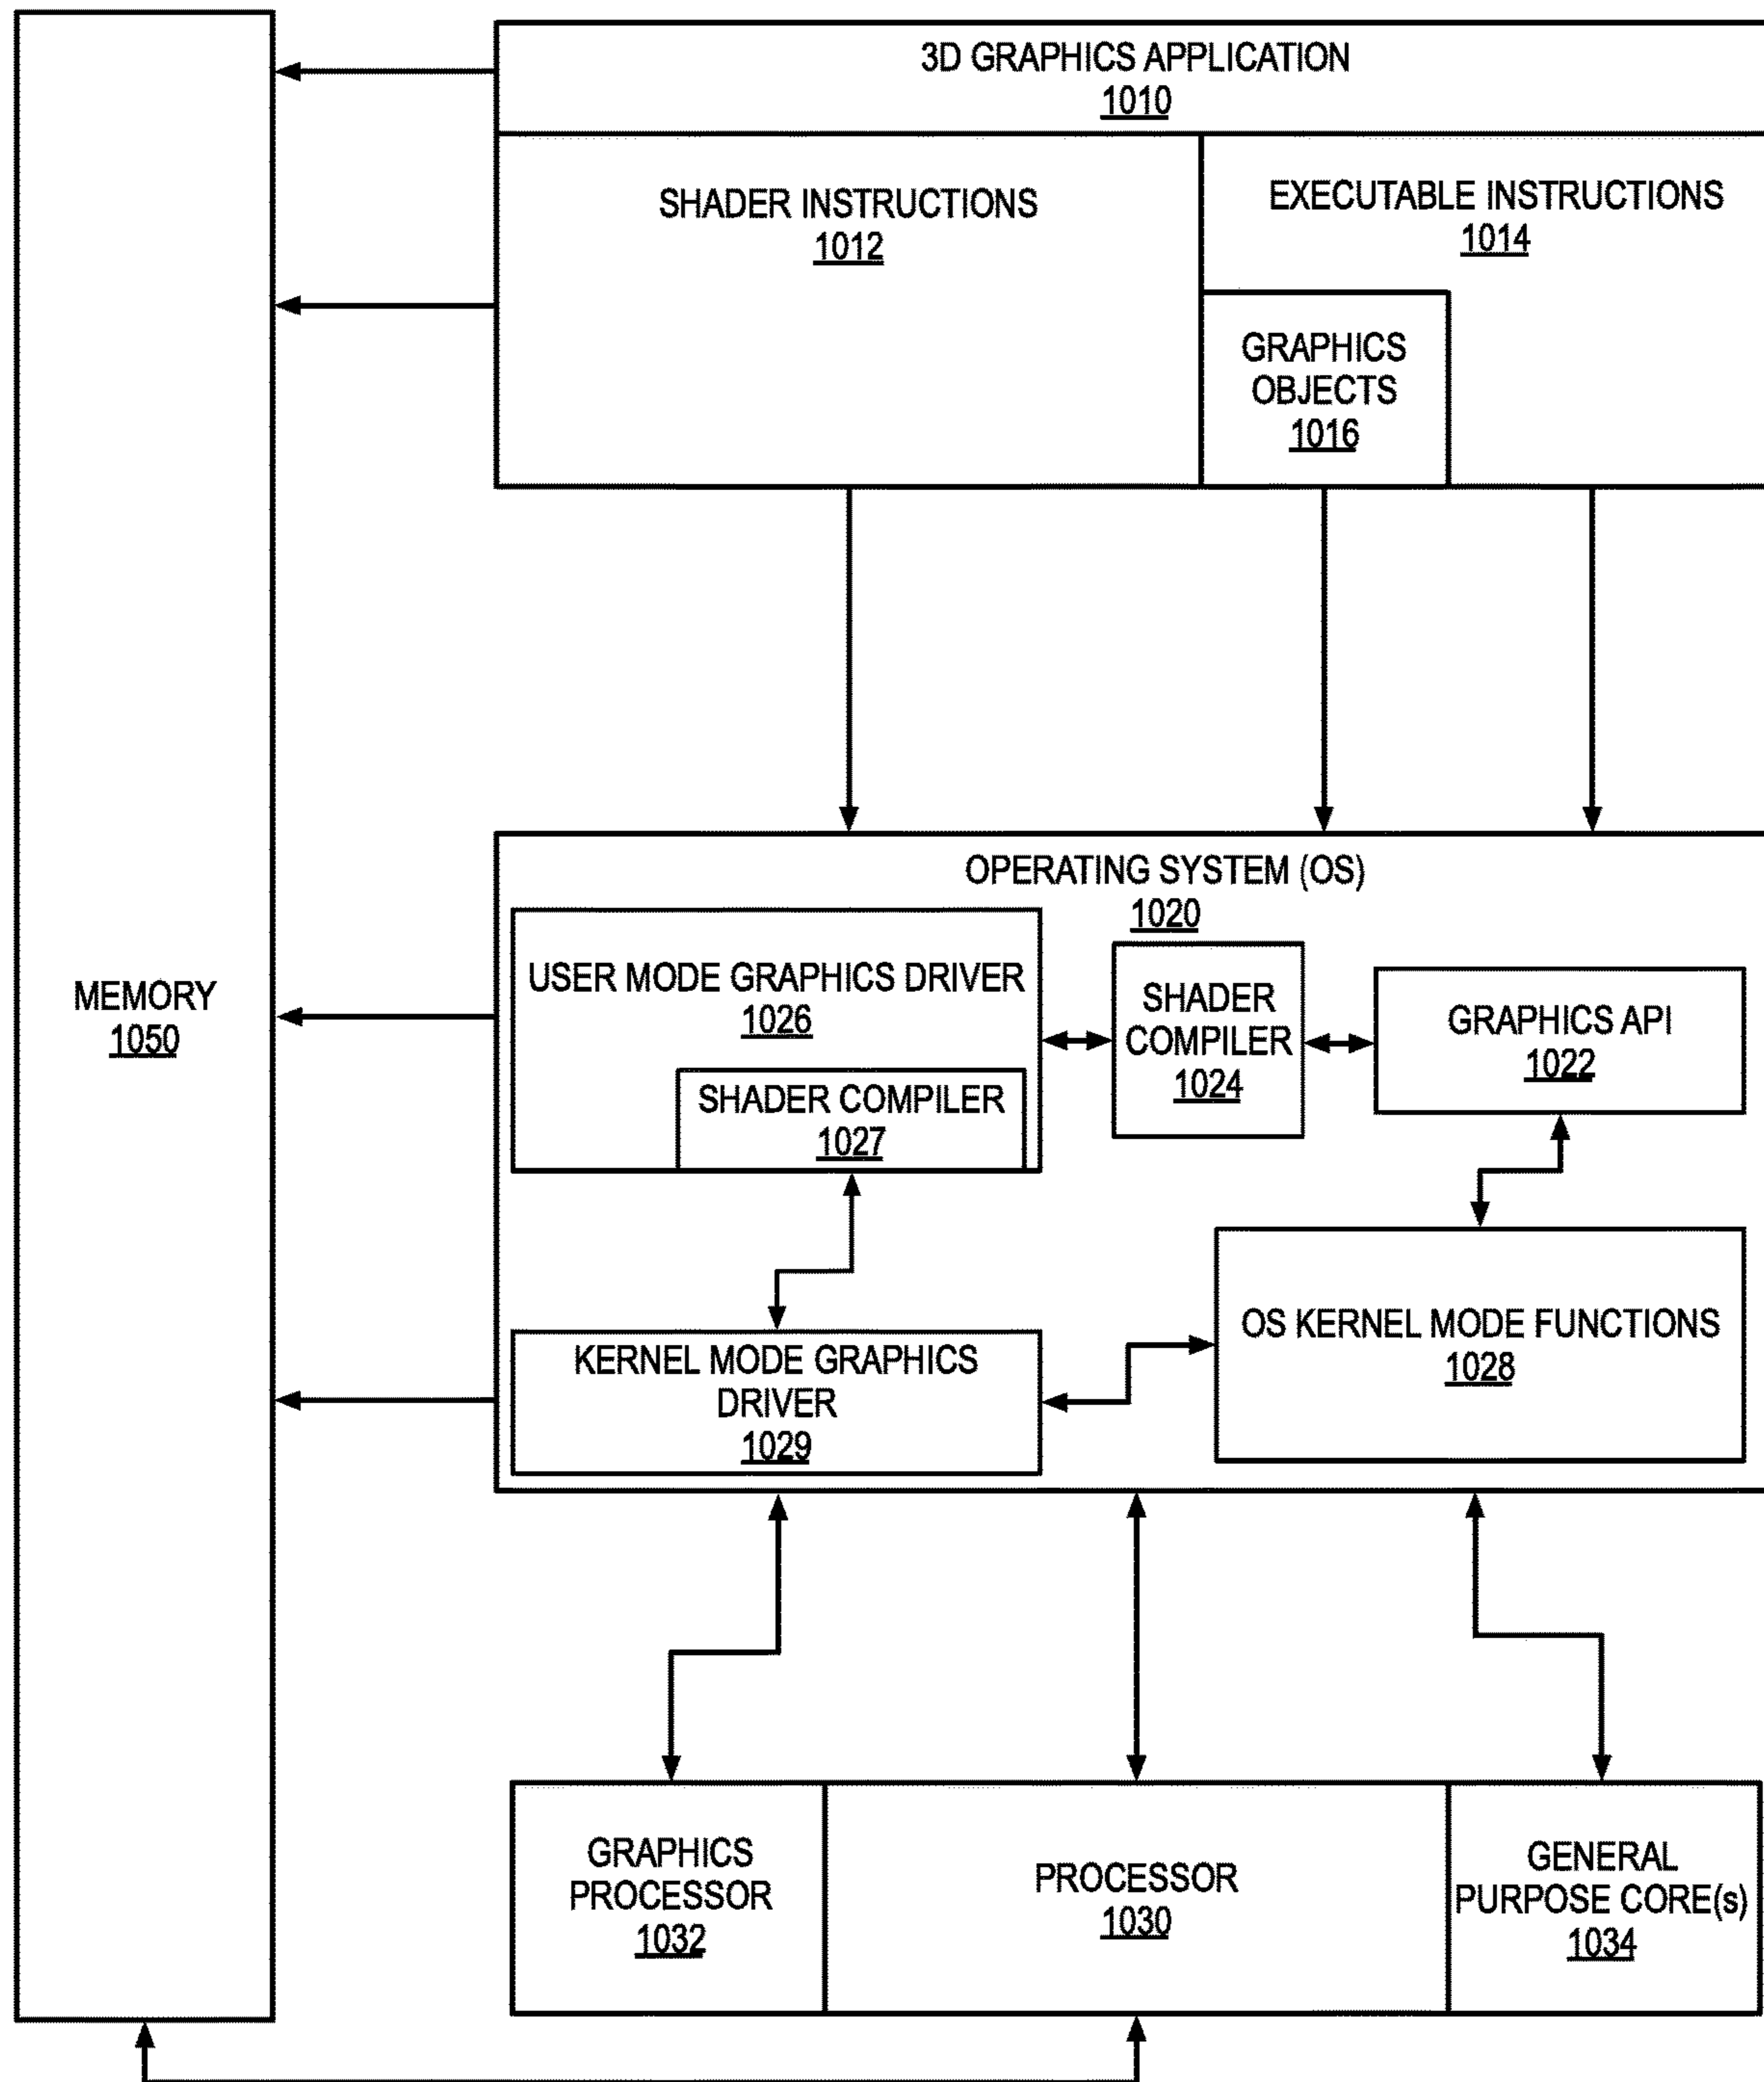 3D GRAPHICS APPLICATION
1010
SHADER INSTRUCTIONS
1012
EXECUTABLE INSTRUCTIONS
1014
GRAPHICS
OBJECTS
1016
OPERATING SYSTEM (OS)
1020
USER MODE GRAPHICS DRIVER
1026
SHADER COMPILER
1027
SHADER
COMPILER
1024
GRAPHICS API
1022
MEMORY
1050
KERNEL MODE GRAPHICS
DRIVER
1029
OS KERNEL MODE FUNCTIONS
1028
GRAPHICS
PROCESSOR
1032
PROCESSOR
1030
GENERAL
PURPOSE CORE(s)
1034